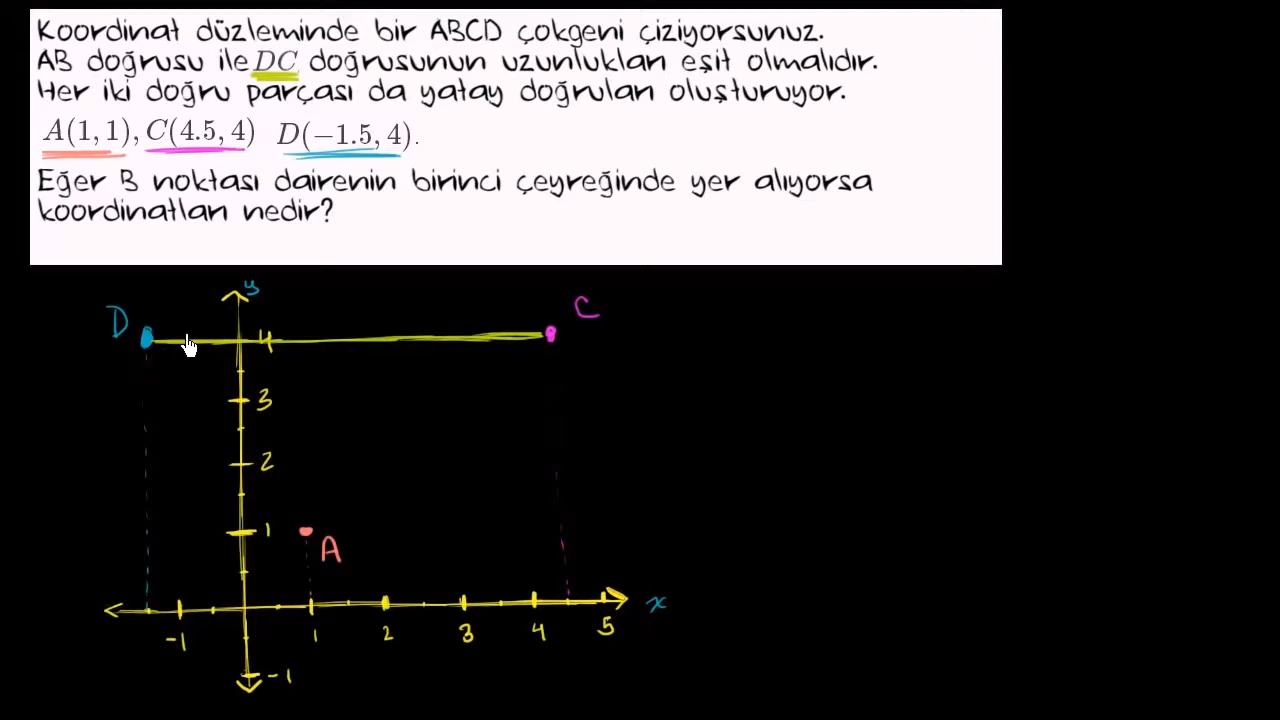 Koordinat düzleminde bir ABCD çokgeni çiziyorsunuz.
AB doğrusu ile DC doğrusunun uzunlukları eşit olmalıdır.
Her iki doğru parçası da yatay doğruları oluşturuyor.
A(1,1), C(4.5,4) D(−1.5,4).
Eğer B noktası dairenin birinci çeyreğinde yer alıyorsa
koordinatları nedir?
y
D
C
4
3
2
1
A
x
-1 1 2 3 4 5
-1